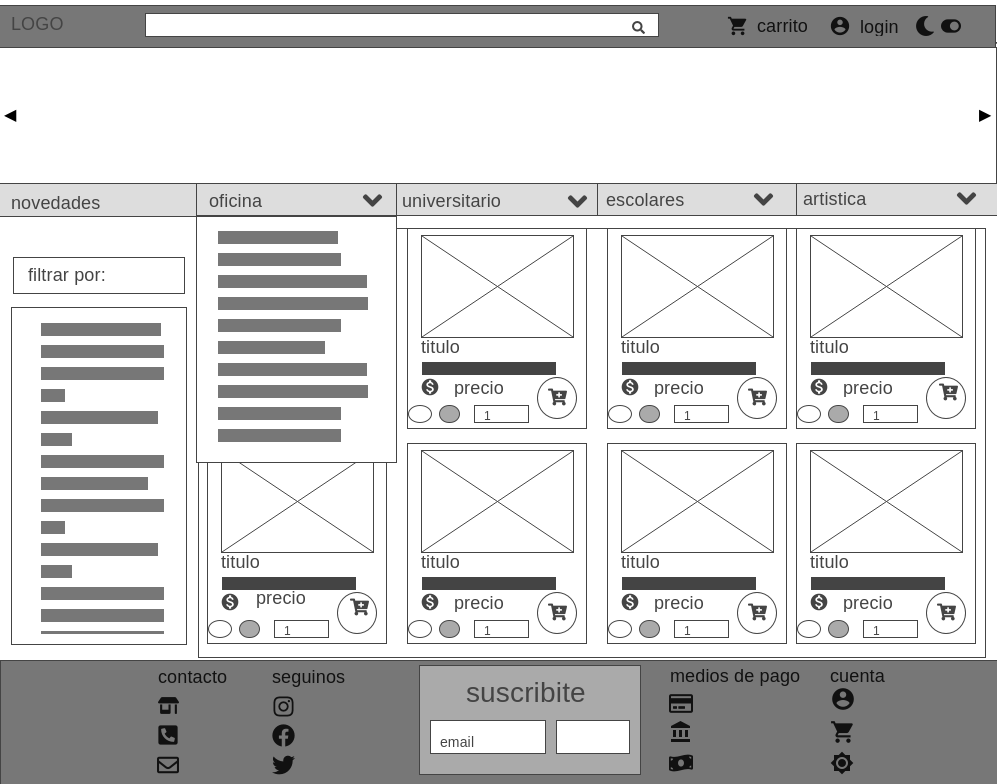 LOGO
carrito
login
novedades
oficina
universitario
escolares
artistica
filtrar por:
titulo
titulo
titulo
precio
precio
precio
1
1
1
titulo
titulo
titulo
titulo
precio
precio
precio
precio
1
1
1
1
contacto
seguinos
suscribite
email
medios de pago
cuenta